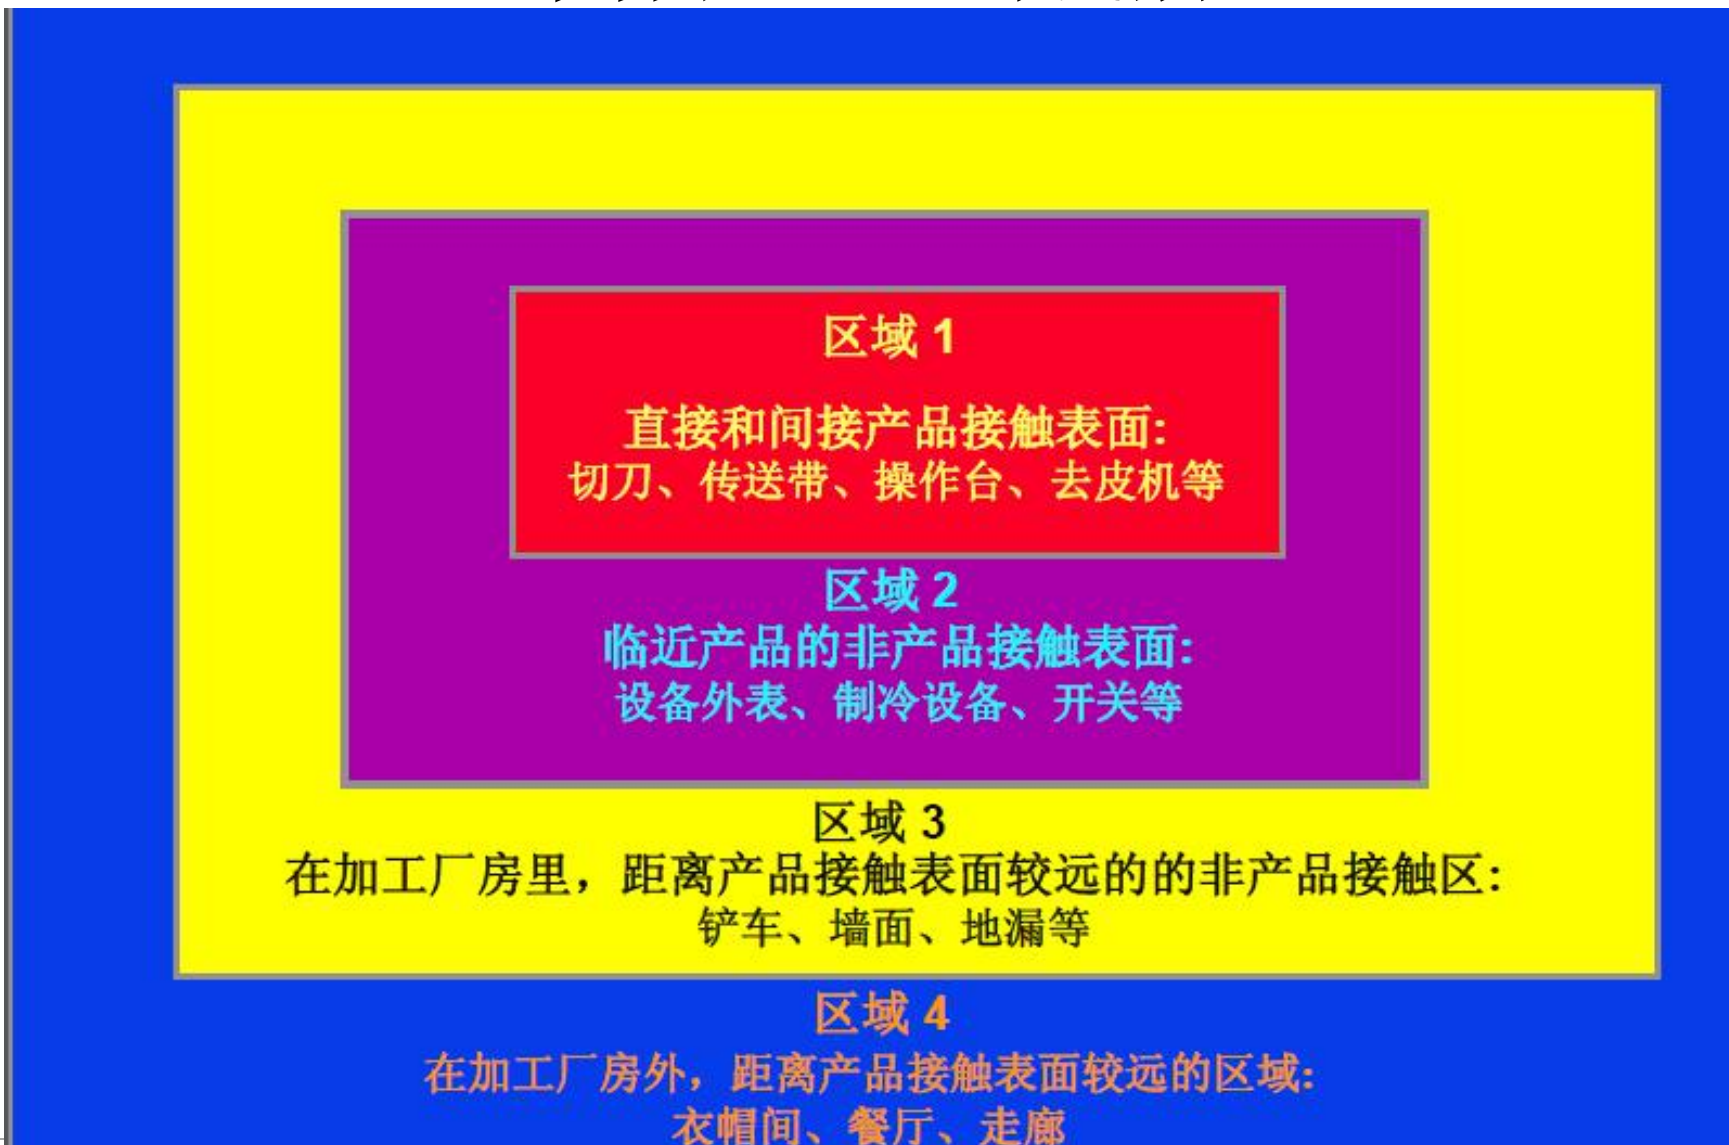 区域 1
直接和间接产品接触表面:
切刀、传送带、操作台、去皮机等
区域 2
临近产品的非产品接触表面:
设备外表、制冷设备、开关等
区域 3
在加工厂房里，距离产品接触表面较远的的非产品接触区:
铲车、墙面、地漏等
区域 4
在加工厂房外，距离产品接触表面较远的区域:
衣帽间、餐厅、走廊